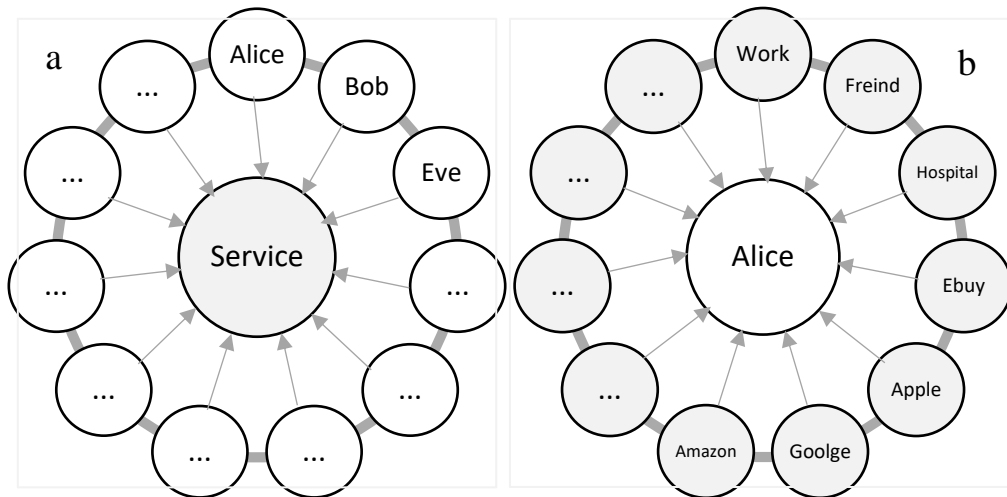 a
Alice
Bob
Eve
...
...
...
...
...
...
...
...
Service
b
Work
Freind
Hospital
Ebuy
Apple
Goolge
Amazon
...
...
...
...
Alice